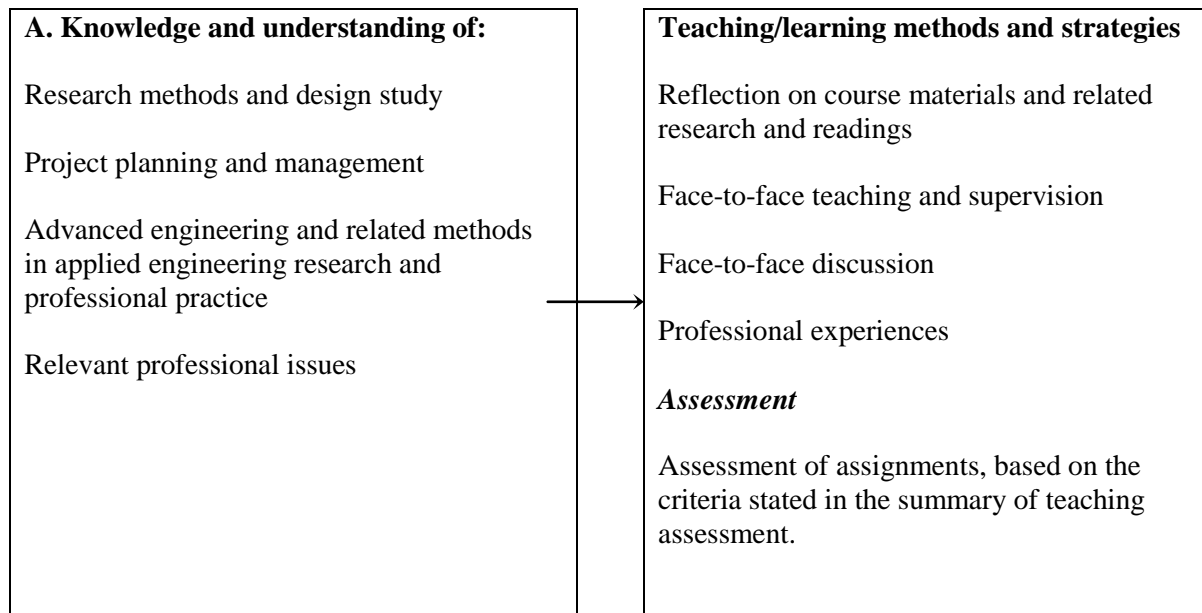 A. Knowledge and understanding of:
Research methods and design study
Project planning and management
Advanced engineering and related methods
in applied engineering research and
professional practice
Relevant professional issues
Teaching/learning methods and strategies
Reflection on course materials and related
research and readings
Face-to-face teaching and supervision
Face-to-face discussion
Professional experiences
Assessment
Assessment of assignments, based on the
criteria stated in the summary of teaching
assessment.